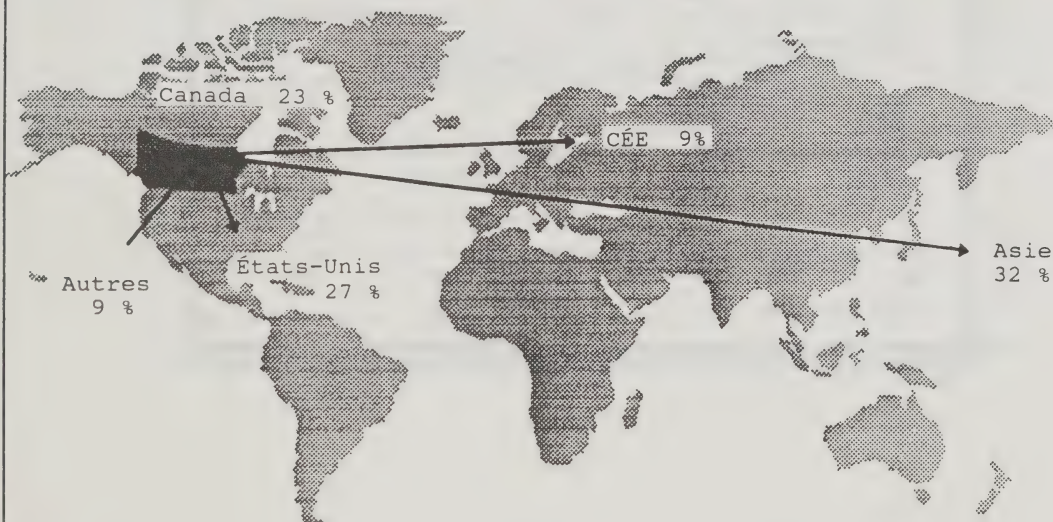 Canada 23 %
CÉE 9%
Asie
32 %
États-Unis
27 %
Autres
9 %